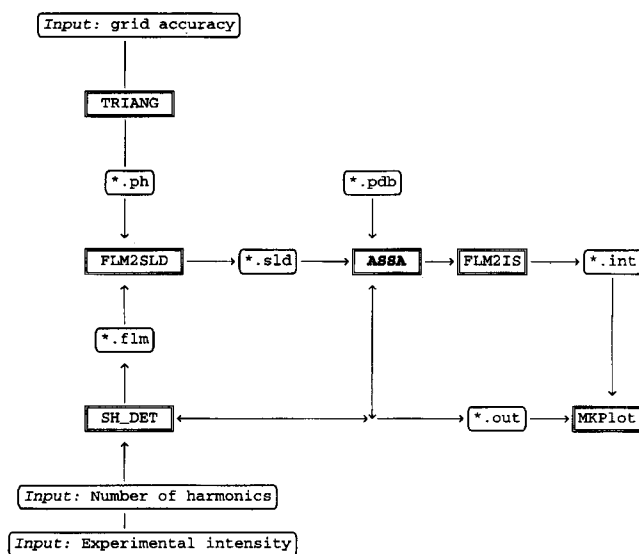 Input: grid accuracy
TRIANG
*.ph
*.pdb
FLM2SLD
*.sld
ASSA
FLM2IS
*.int
*.flm
SH_DET
*.out
MKPlot
Input: Number of harmonics
Input: Experimental intensity